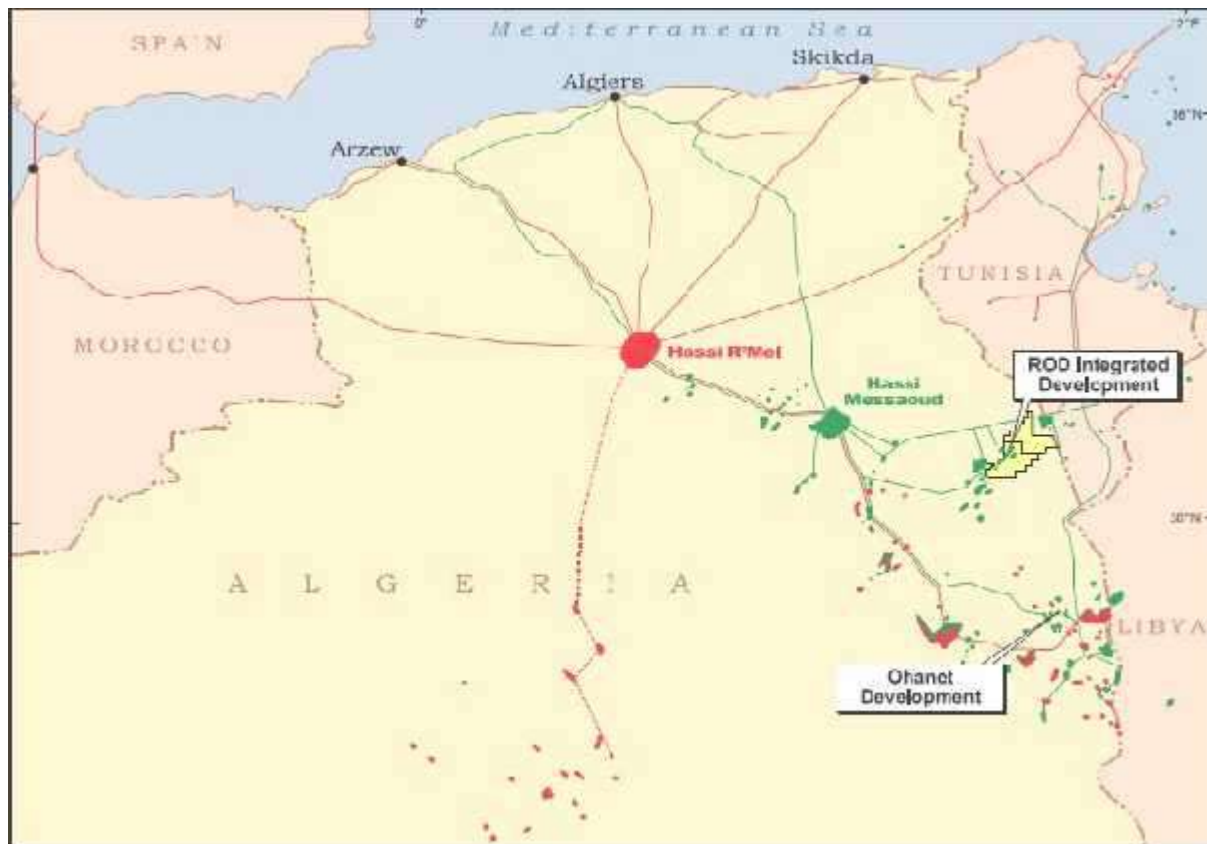 SPAIN
0°
Mediterranean Sea
Skikda
Algiers
36°N
Arzew
TUNISIA
MOROCCO
Hassi R'Mel
ROD Integrated
Development
Hassi
Messaoud
30°N
ALGERIA
LIBYA
Ohanet
Development